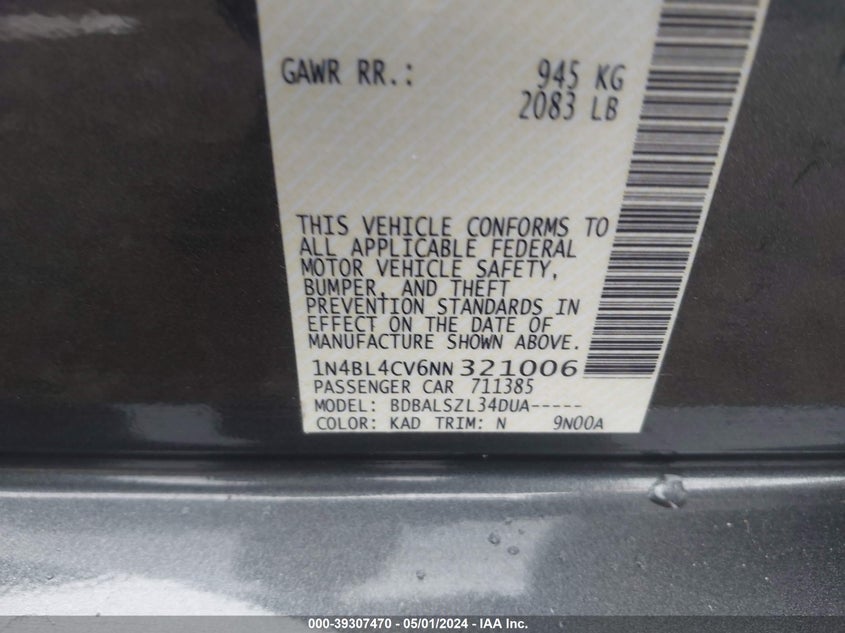 GAWR RR.: 945 KG
2083 LB
THIS VEHICLE CONFORMS TO
ALL APPLICABLE FEDERAL
MOTOR VEHICLE SAFETY,
BUMPER, AND THEFT
PREVENTION STANDARDS IN
EFFECT ON THE DATE OF
MANUFACTURE SHOWN ABOVE.
1N4BL4CV6NN321006
PASSENGER CAR 711385
MODEL: BDBALSZL34DUA-----
COLOR: KAD TRIM: N 9N00A
000-39307470 - 05/01/2024 - IAA Inc.